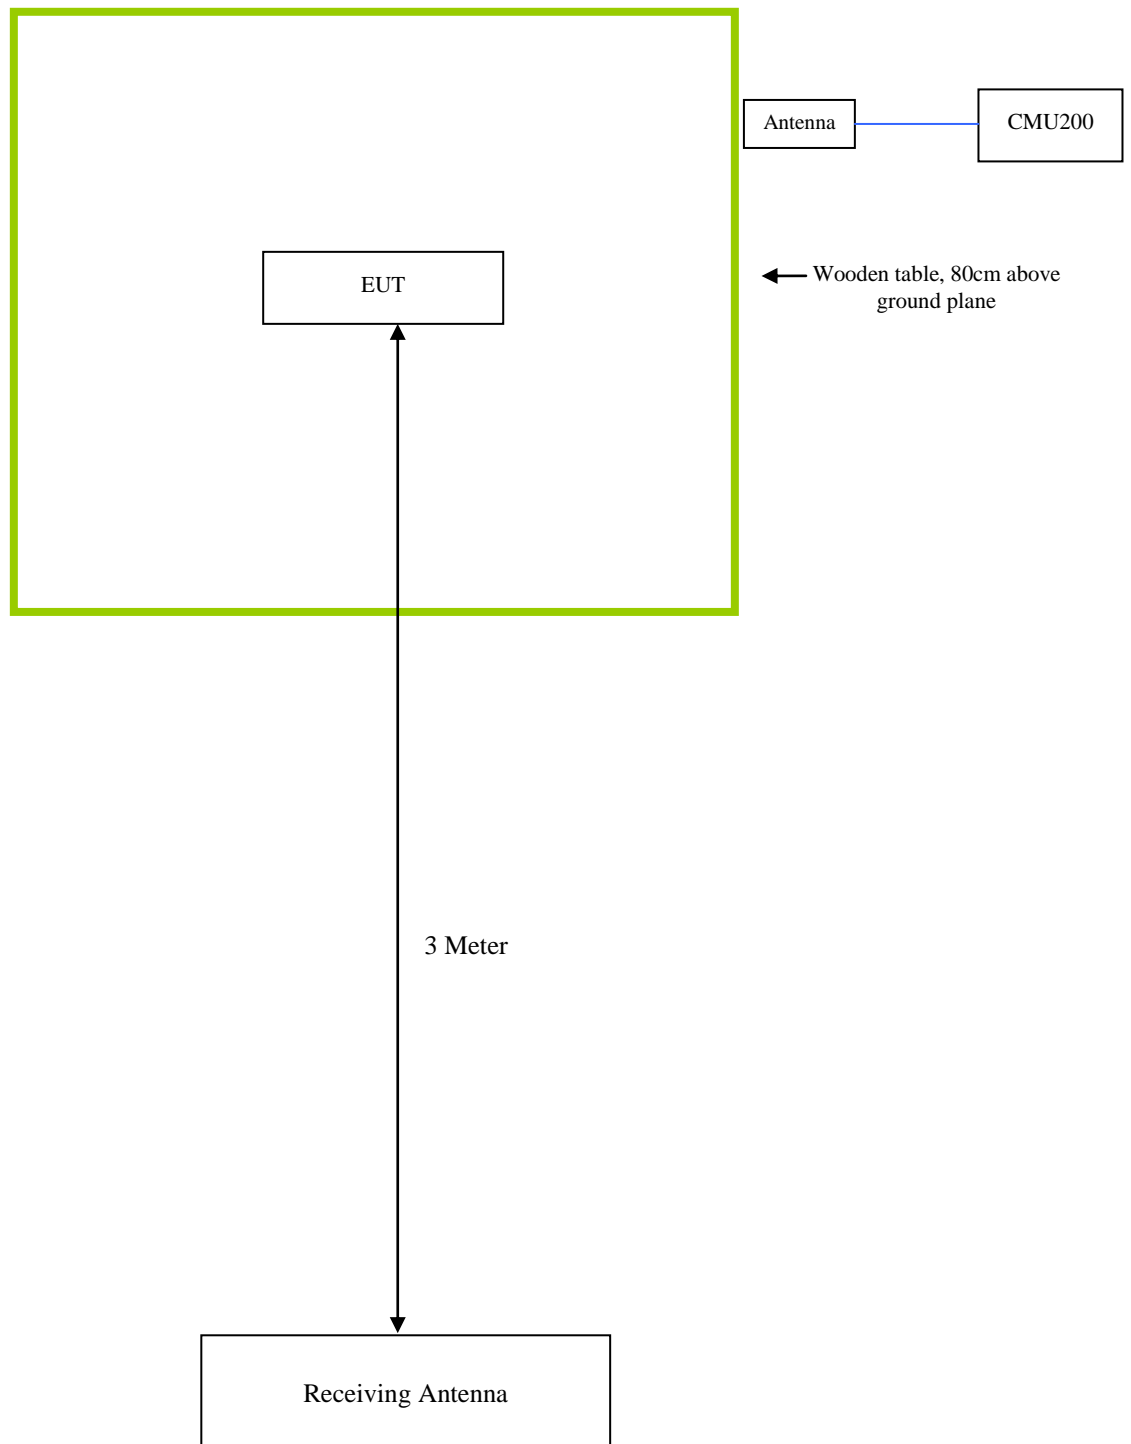 Antenna
CMU200
EUT
Wooden table, 80cm above
ground plane
3 Meter
Receiving Antenna